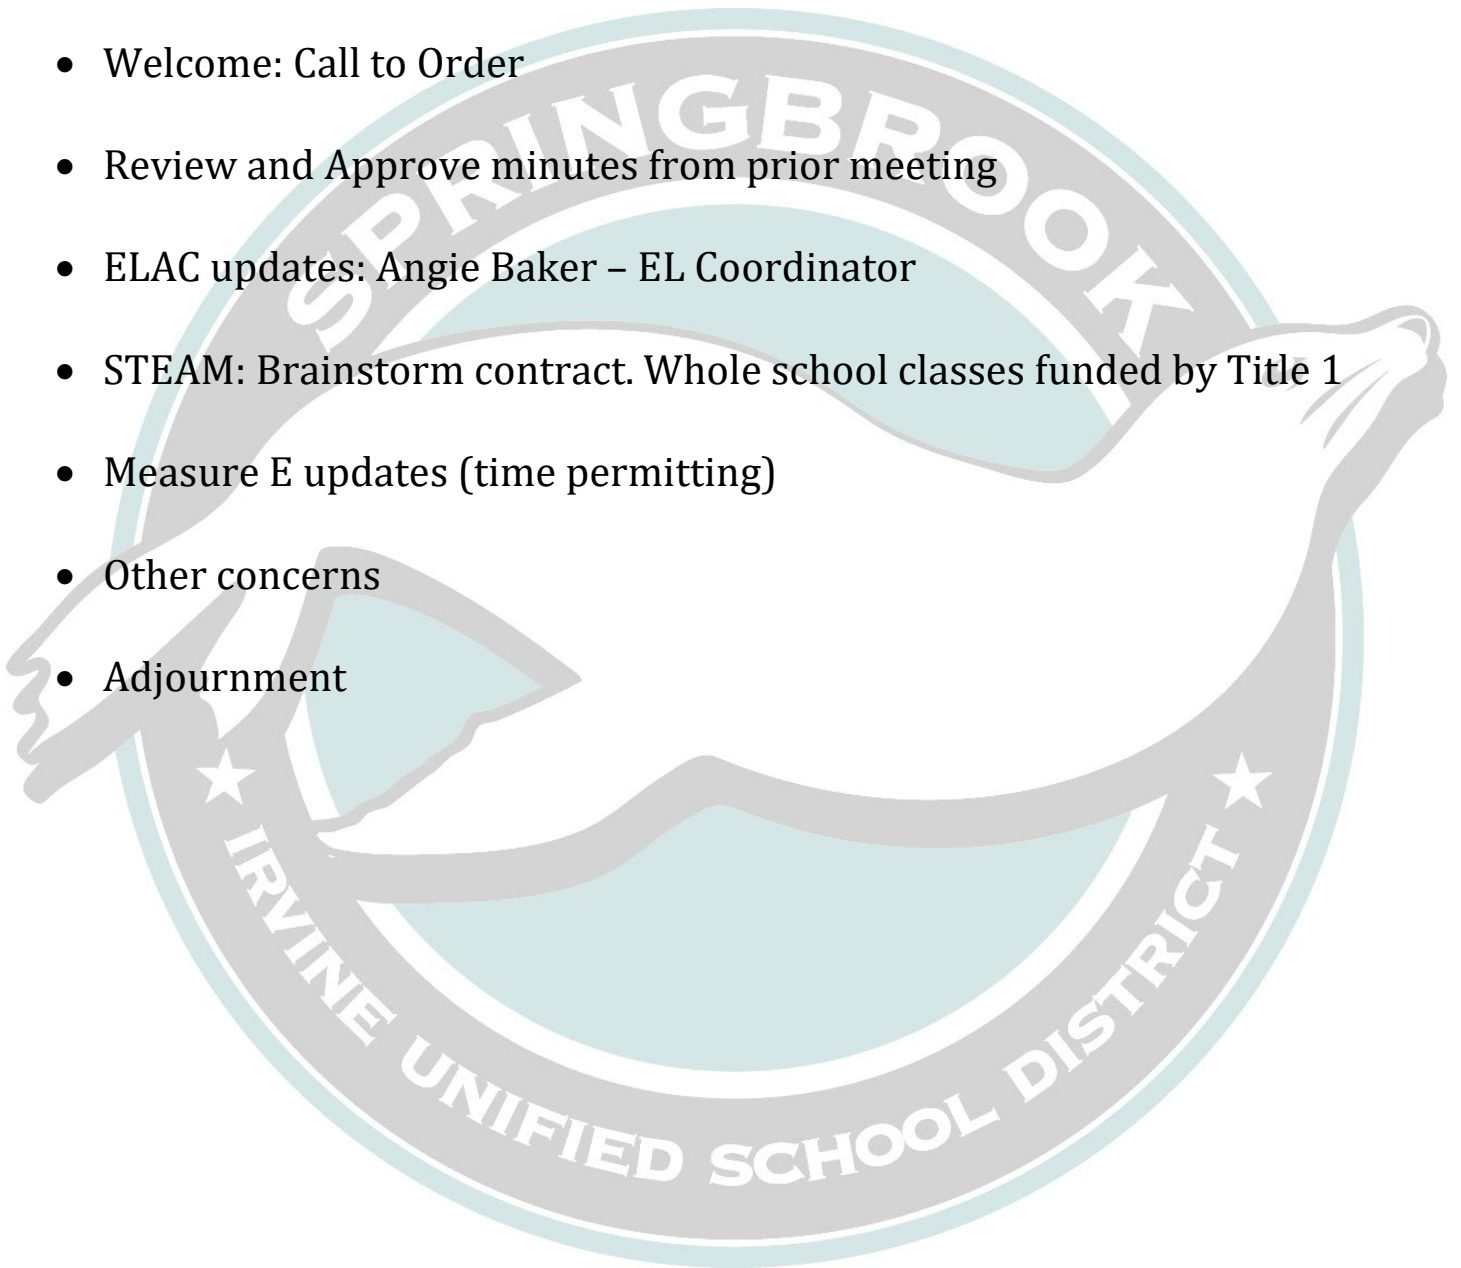 • Welcome: Call to Order
• Review and Approve minutes from prior meeting
• ELAC updates: Angie Baker – EL Coordinator
• STEAM: Brainstorm contract. Whole school classes funded by Title 1
• Measure E updates (time permitting)
• Other concerns
• Adjournment
SPRINGBROOK
IRVINE UNIFIED SCHOOL DISTRICT